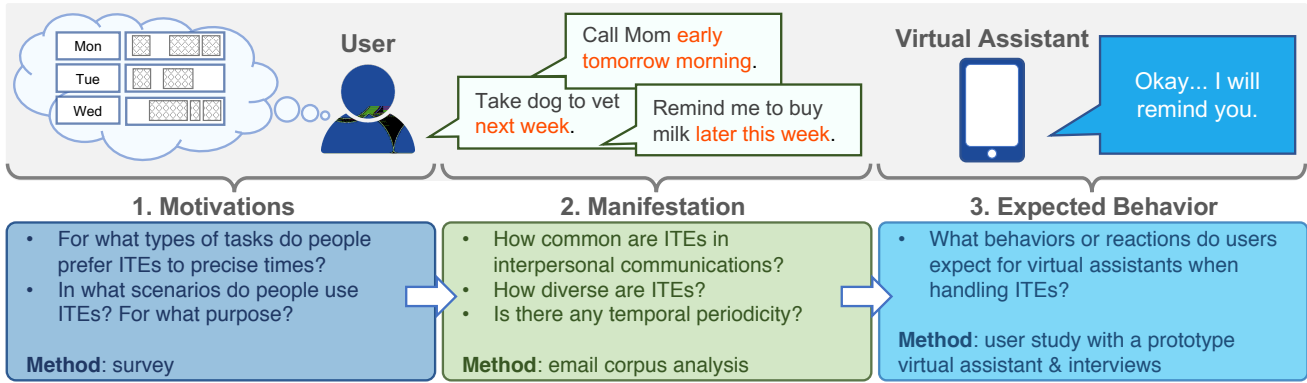 Mon
Tue
Wed
User
Call Mom early
tomorrow morning.
Take dog to vet
next week.
Remind me to buy
milk later this week.
Virtual Assistant
Okay... I will
remind you.
1. Motivations
• For what types of tasks do people
prefer ITEs to precise times?
• In what scenarios do people use
ITEs? For what purpose?
Method: survey
2. Manifestation
• How common are ITEs in
interpersonal communications?
• How diverse are ITEs?
• Is there any temporal periodicity?
Method: email corpus analysis
3. Expected Behavior
• What behaviors or reactions do users
expect for virtual assistants when
handling ITEs?
Method: user study with a prototype
virtual assistant & interviews